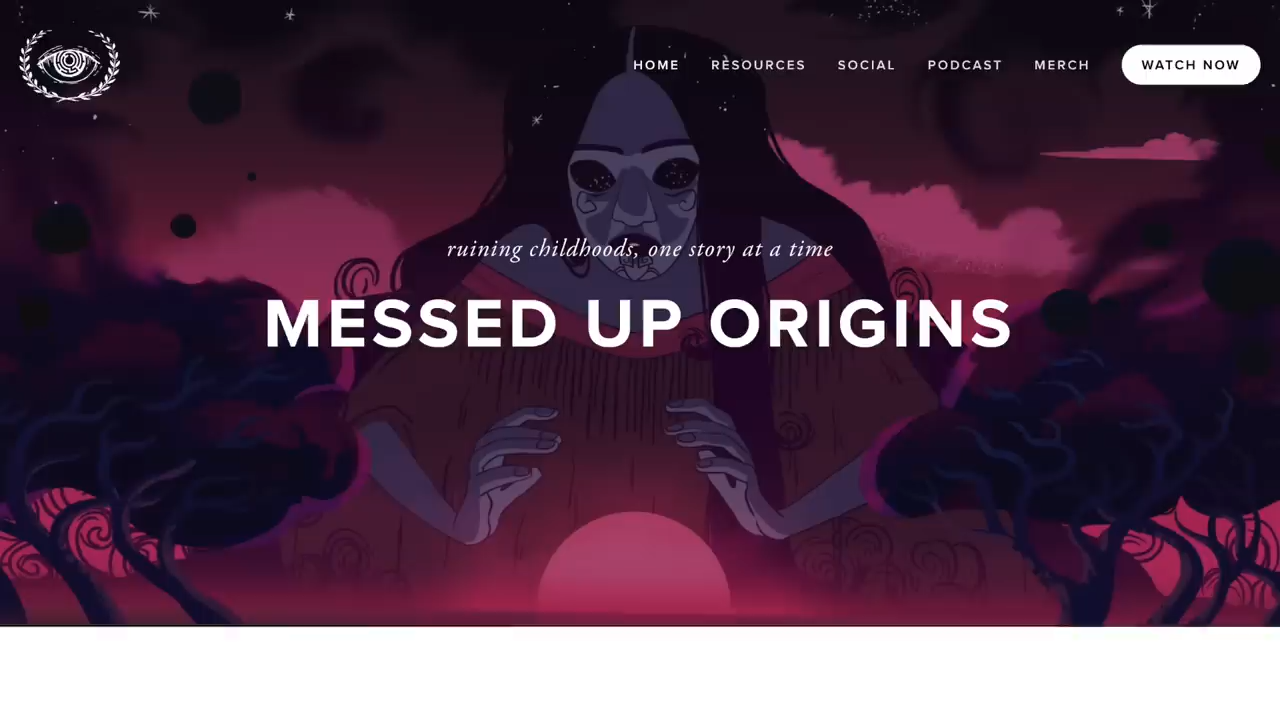 HOME RESOURCES SOCIAL PODCAST MERCH WATCH NOW
ruining childhoods, one story at a time
MESSED UP ORIGINS